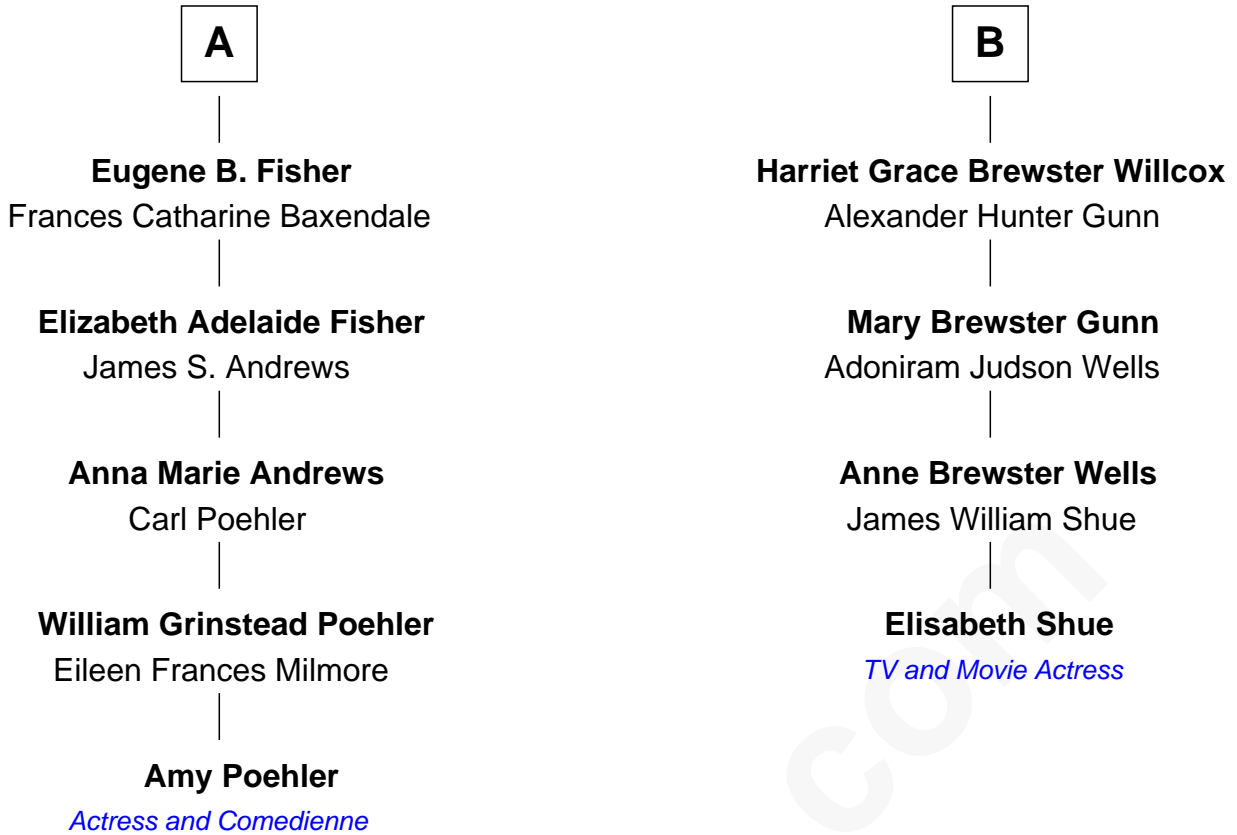 A
Eugene B. Fisher
Frances Catharine Baxendale
Elizabeth Adelaide Fisher
James S. Andrews
Anna Marie Andrews
Carl Poehler
William Grinstead Poehler
Eileen Frances Milmore
Amy Poehler
Actress and Comedienne
B
Harriet Grace Brewster Willcox
Alexander Hunter Gunn
Mary Brewster Gunn
Adoniram Judson Wells
Anne Brewster Wells
James William Shue
Elisabeth Shue
TV and Movie Actress
com